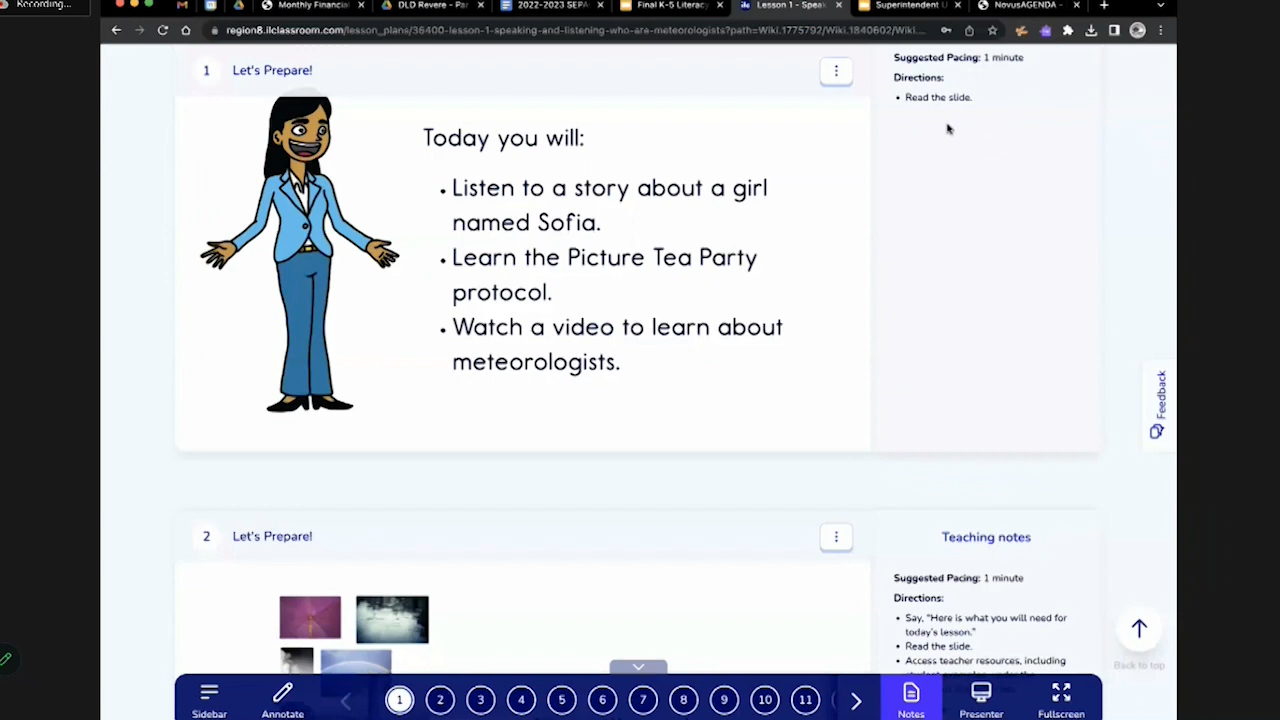 Recording...
Monthly Financial
DLD Revere - Par
2022-2023 SEPA
Final K-5 Literacy
Lesson 1 - Speak
Superintendent U
NovusAGENDA -
region8.ilclassroom.com/lesson_plans/36400-lesson-1-speaking-and-listening-who-are-meteorologists?path=Wiki.1775792/Wiki.1840602/Wiki...
1 Let's Prepare!
Suggested Pacing: 1 minute
Directions:
• Read the slide.
Today you will:
• Listen to a story about a girl
named Sofia.
• Learn the Picture Tea Party
protocol.
• Watch a video to learn about
meteorologists.
Feedback
2 Let's Prepare!
Teaching notes
Suggested Pacing: 1 minute
Directions:
• Say, "Here is what you will need for
today's lesson."
• Read the slide.
• Access teacher resources, including
Back to top
Sidebar
Annotate
1 2 3 4 5 6 7 8 9 10 11
Notes
Presenter
Fullscreen